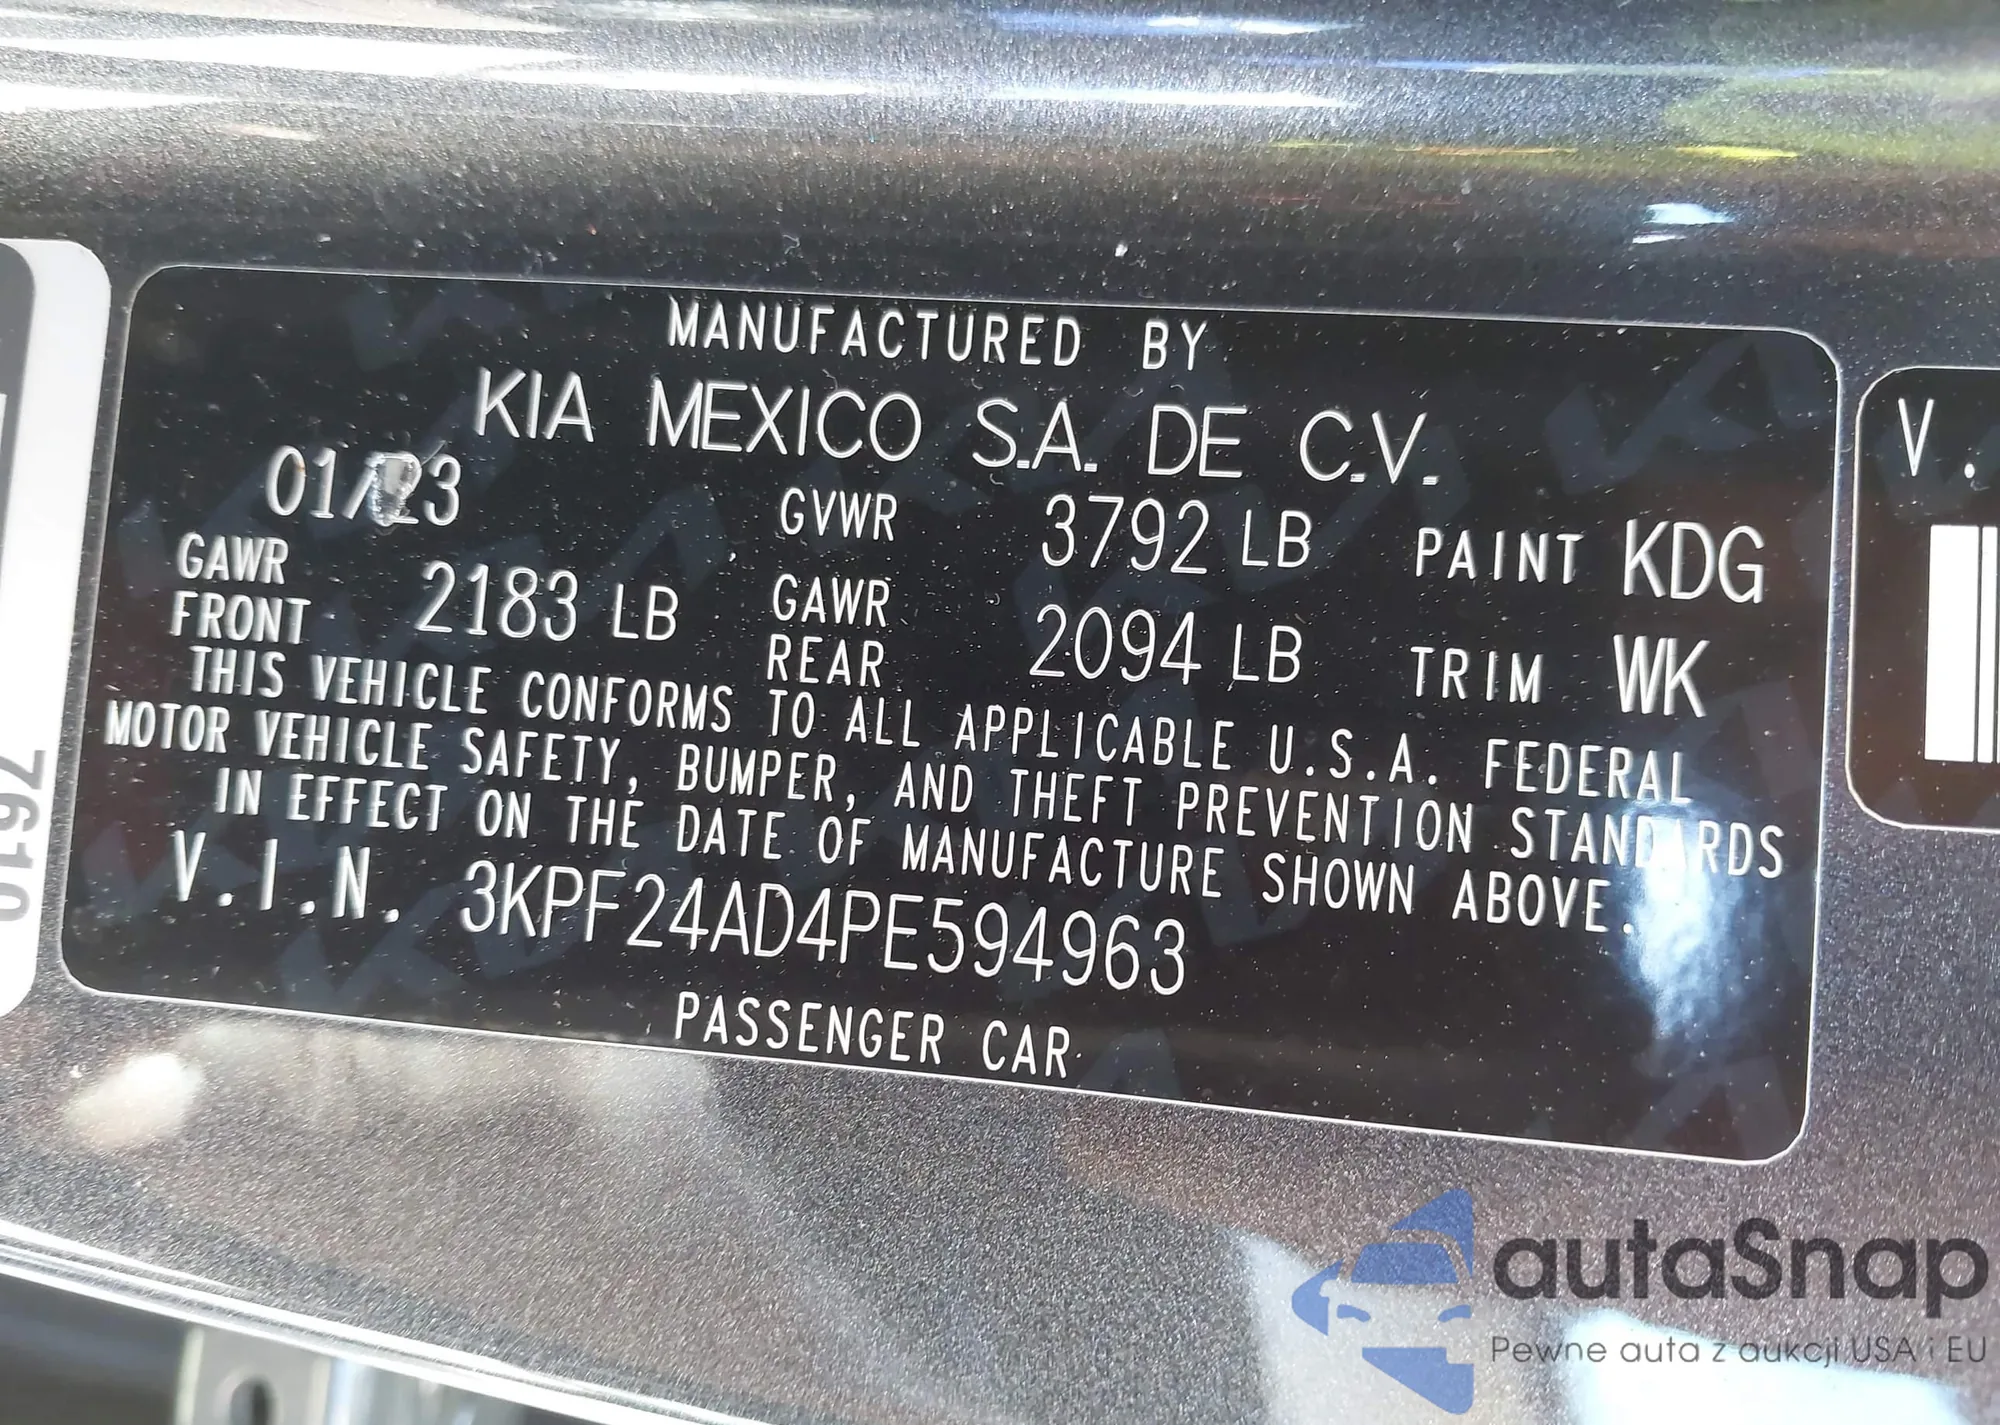 MANUFACTURED BY
KIA MEXICO S.A. DE C.V.
01/23
GVWR 3792 LB PAINT KDG
GAWR FRONT 2183 LB GAWR REAR 2094 LB TRIM WK
THIS VEHICLE CONFORMS TO ALL APPLICABLE U.S.A. FEDERAL
MOTOR VEHICLE SAFETY, BUMPER, AND THEFT PREVENTION STANDARDS
IN EFFECT ON THE DATE OF MANUFACTURE SHOWN ABOVE.
V.I.N. 3KPF24AD4PE594963
PASSENGER CAR
V.
autaSnap
Pewne auta z aukcji USA i EU